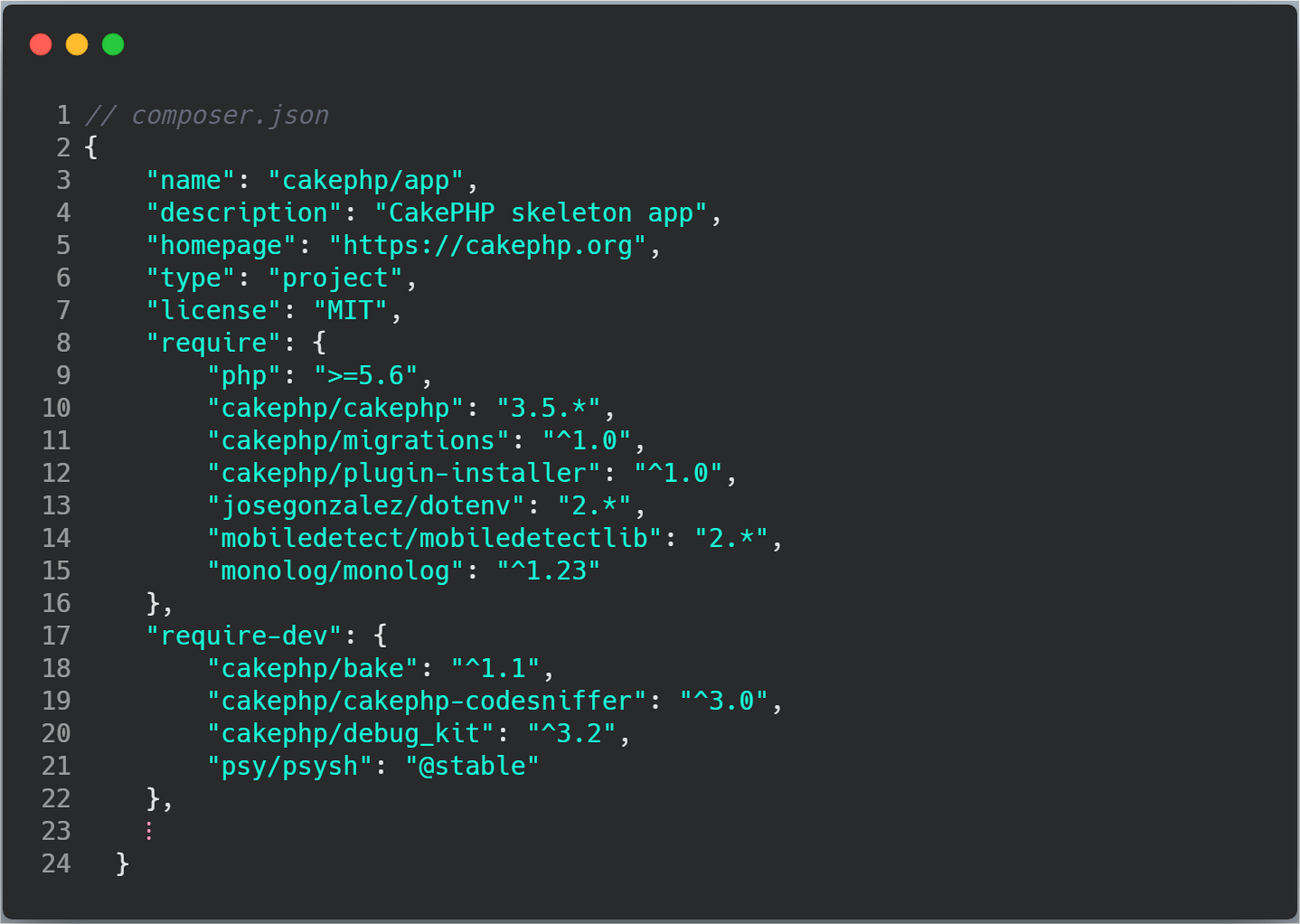 1 // composer.json
2 {
3     "name": "cakephp/app",
4     "description": "CakePHP skeleton app",
5     "homepage": "https://cakephp.org",
6     "type": "project",
7     "license": "MIT",
8     "require": {
9         "php": ">=5.6",
10         "cakephp/cakephp": "3.5.*",
11         "cakephp/migrations": "^1.0",
12         "cakephp/plugin-installer": "^1.0",
13         "josegonzalez/dotenv": "2.*",
14         "mobiledetect/mobiledetectlib": "2.*",
15         "monolog/monolog": "^1.23"
16     },
17     "require-dev": {
18         "cakephp/bake": "^1.1",
19         "cakephp/cakephp-codesniffer": "^3.0",
20         "cakephp/debug_kit": "^3.2",
21         "psy/psysh": "@stable"
22     },
23     ⋮
24   }